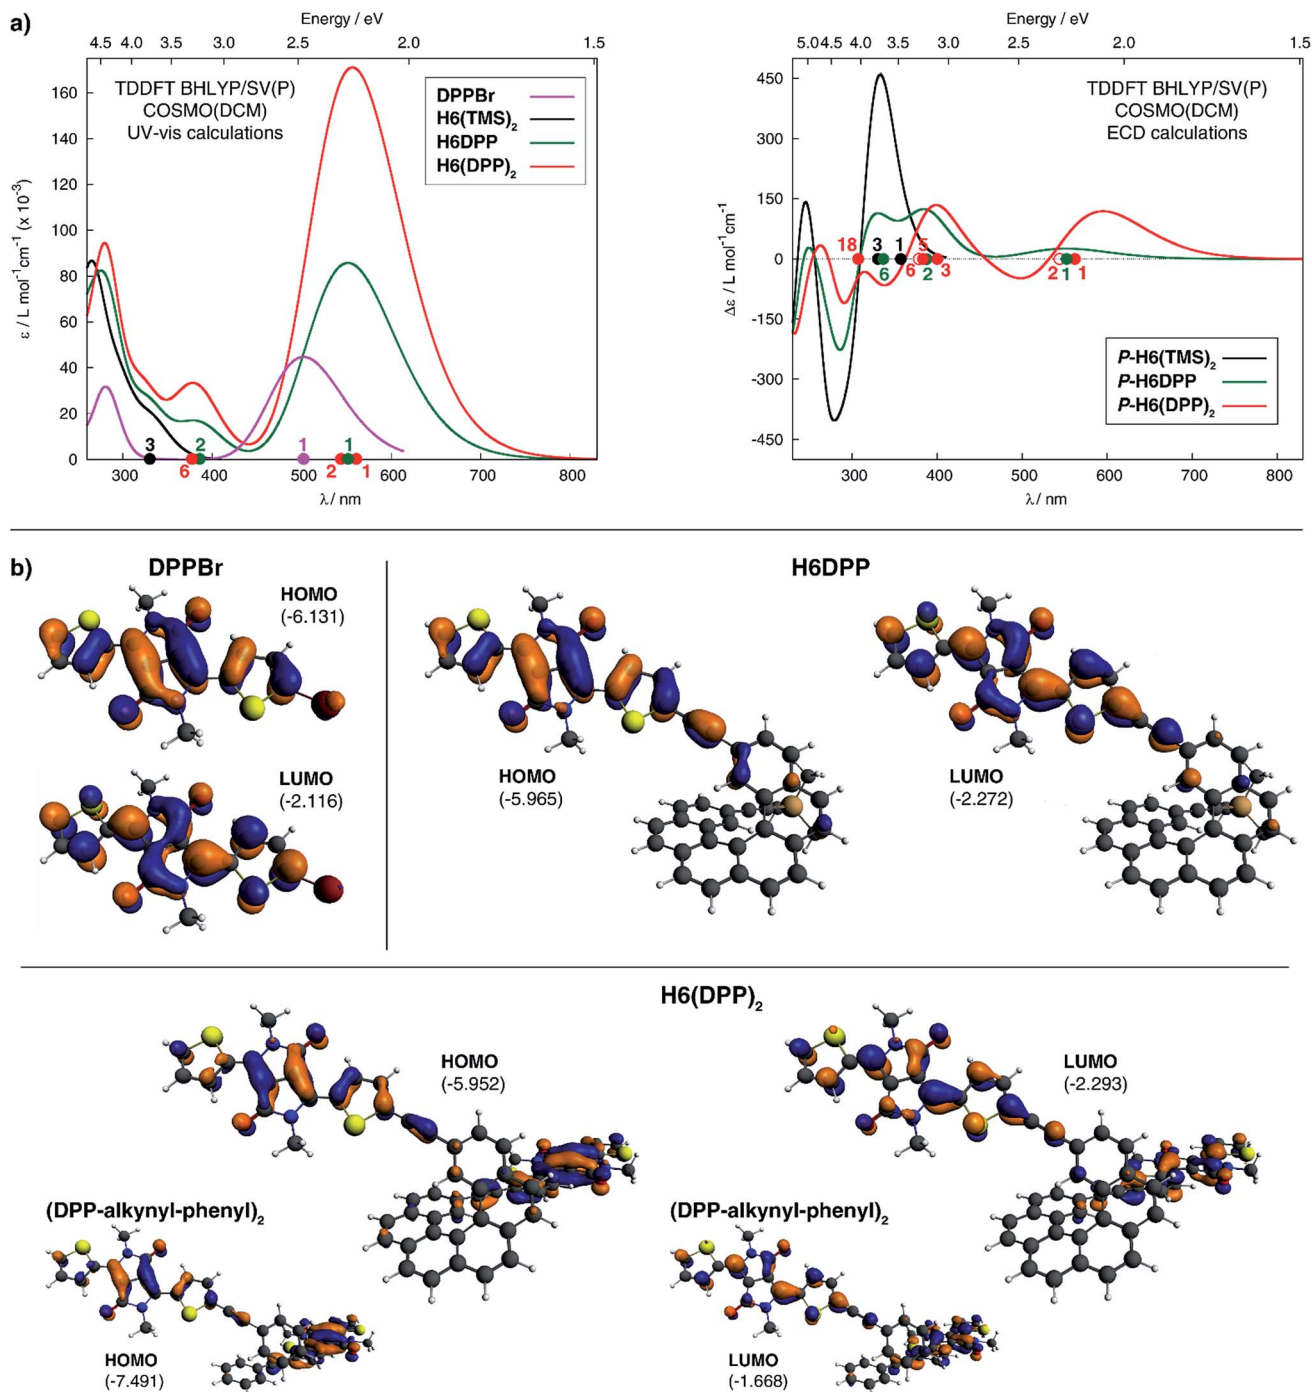 a)
Energy / eV
4.5 4.0 3.5 3.0 2.5 2.0 1.5
TDDFT BHLYP/SV(P)
COSMO(DCM)
UV-vis calculations
DPPBr
H6(TMS)₂
H6DPP
H6(DPP)₂
ε / L mol⁻¹ cm⁻¹ (x 10⁻³)
160
140
120
100
80
60
40
20
0
3 2 1 1
6 2 1
300 400 500 600 700 800
λ / nm
Energy / eV
5.0 4.5 4.0 3.5 3.0 2.5 2.0 1.5
TDDFT BHLYP/SV(P)
COSMO(DCM)
ECD calculations
Δε / L mol⁻¹cm⁻¹
450
300
150
0
-150
-300
-450
18 3 1 5
6 6 2 3 2 1 1
P-H6(TMS)₂
P-H6DPP
P-H6(DPP)₂
300 400 500 600 700 800
λ / nm
b)
DPPBr
HOMO
(-6.131)
LUMO
(-2.116)
H6DPP
HOMO
(-5.965)
LUMO
(-2.272)
H6(DPP)₂
HOMO
(-5.952)
LUMO
(-2.293)
(DPP-alkynyl-phenyl)₂
HOMO
(-7.491)
(DPP-alkynyl-phenyl)₂
LUMO
(-1.668)